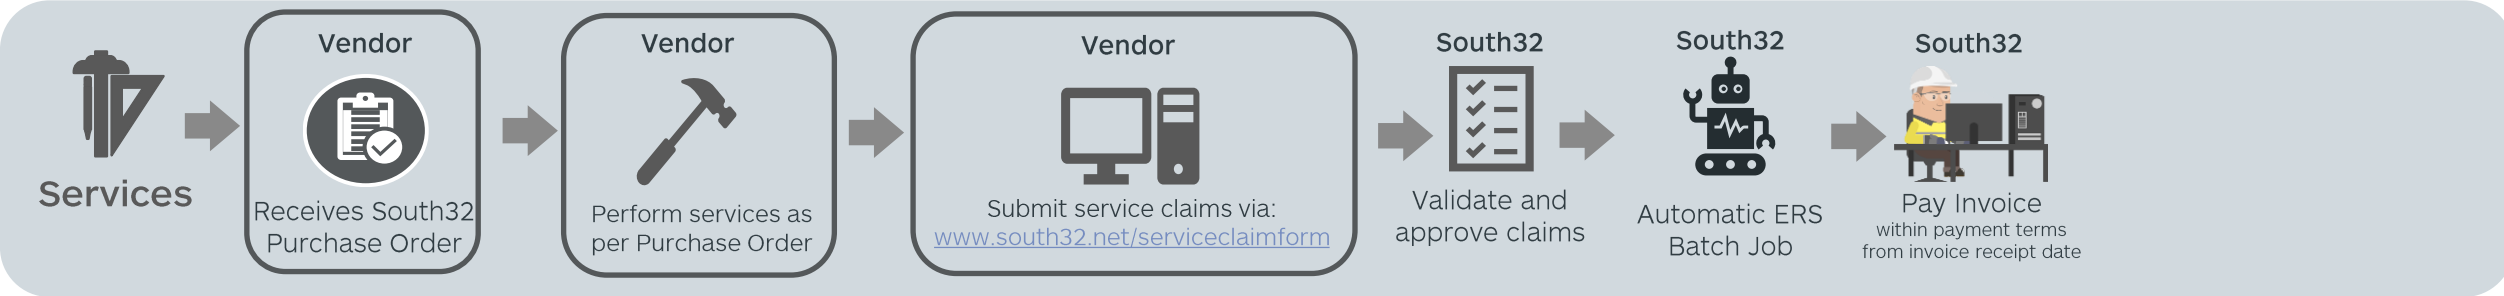 Services
Vendor
Receives South32
Purchase Order
Vendor
Perform services as
per Purchase Order
Vendor
Submit service claims via:
www.south32.net/serviceclaimform
South32
Validate and
approve claims
South32
Automatic ERS
Batch Job
South32
Pay Invoice
within payment terms
from invoice receipt date